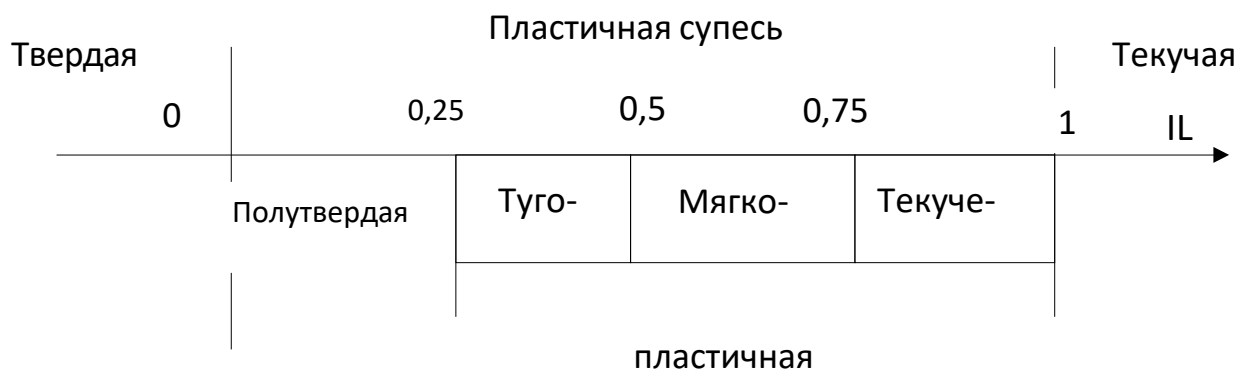 Пластичная супесь
Твердая
Текучая
0
0,25
0,5
0,75
1
IL
Полутвердая
Туго-
Мягко-
Текуче-
пластичная